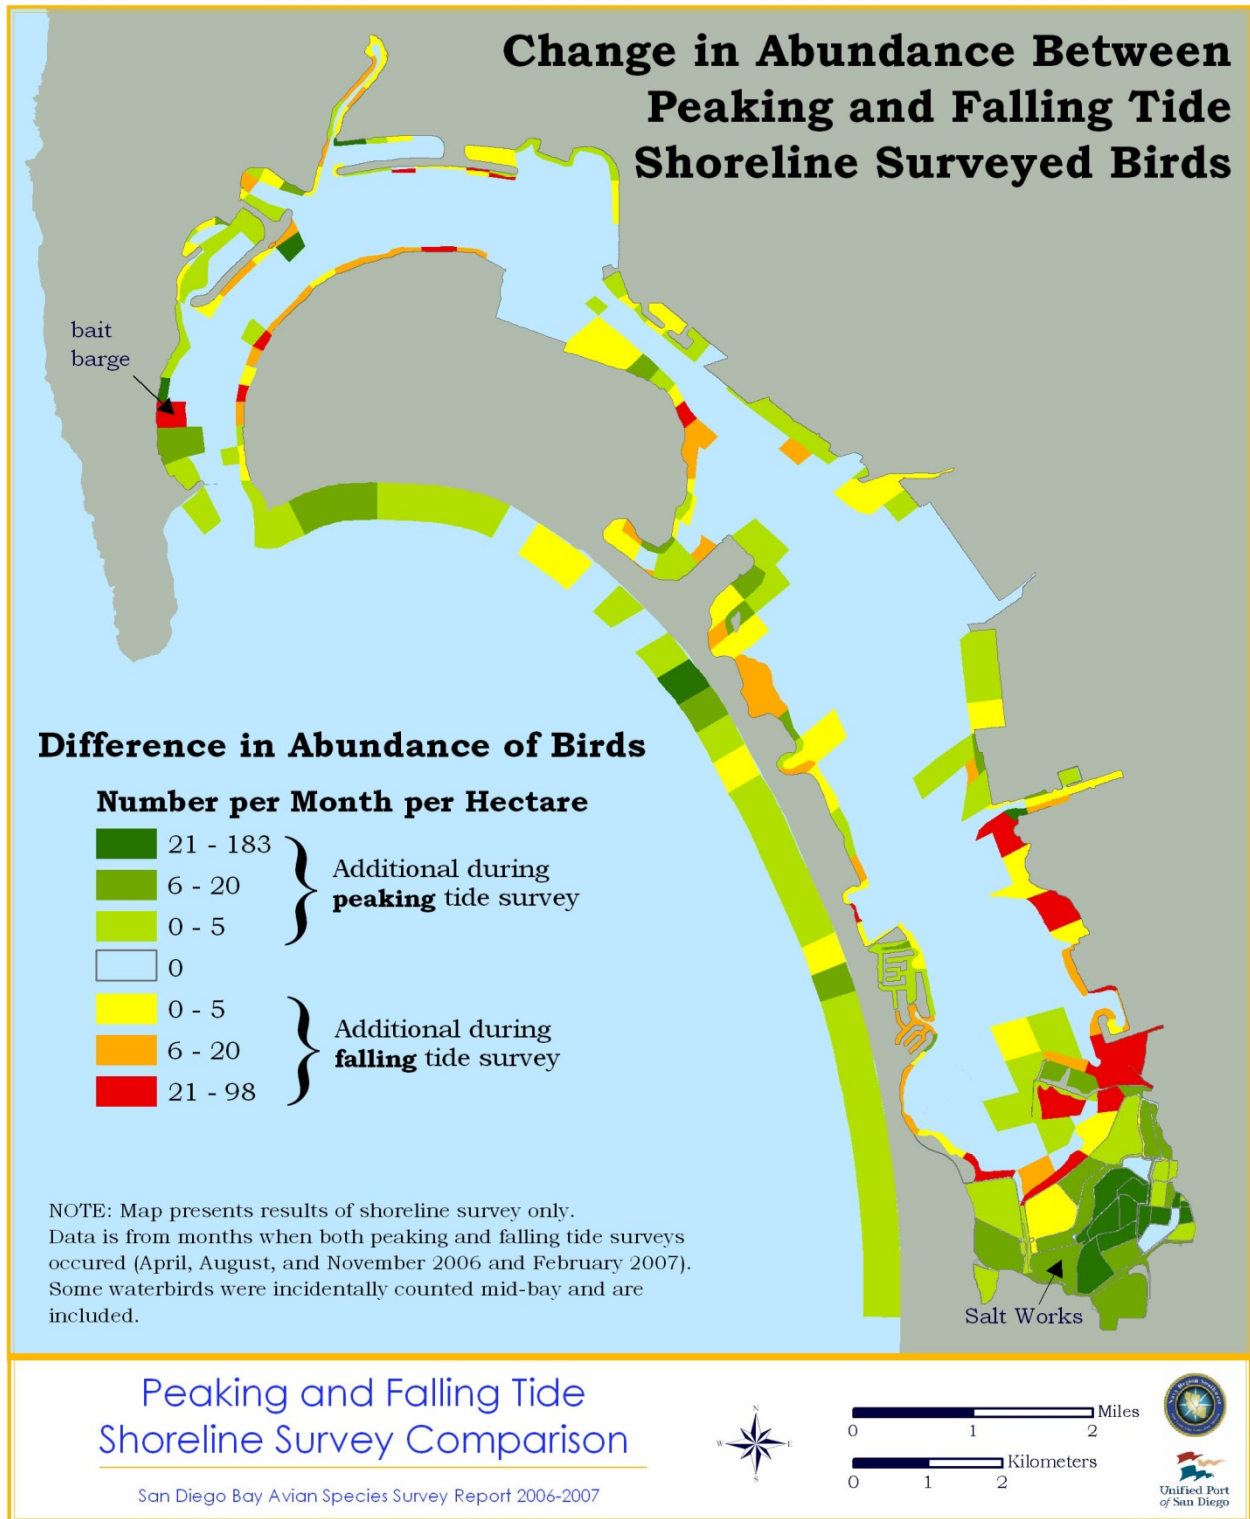 Change in Abundance Between
Peaking and Falling Tide
Shoreline Surveyed Birds
bait
barge
Difference in Abundance of Birds
Number per Month per Hectare
21 - 183
6 - 20
0 - 5
Additional during
peaking tide survey
0
0 - 5
6 - 20
21 - 98
Additional during
falling tide survey
NOTE: Map presents results of shoreline survey only.
Data is from months when both peaking and falling tide surveys
occured (April, August, and November 2006 and February 2007).
Some waterbirds were incidentally counted mid-bay and are
included.
Salt Works
Peaking and Falling Tide
Shoreline Survey Comparison
San Diego Bay Avian Species Survey Report 2006-2007
N
W E
S
Miles
0 1 2
Kilometers
0 1 2
Unified Port
of San Diego